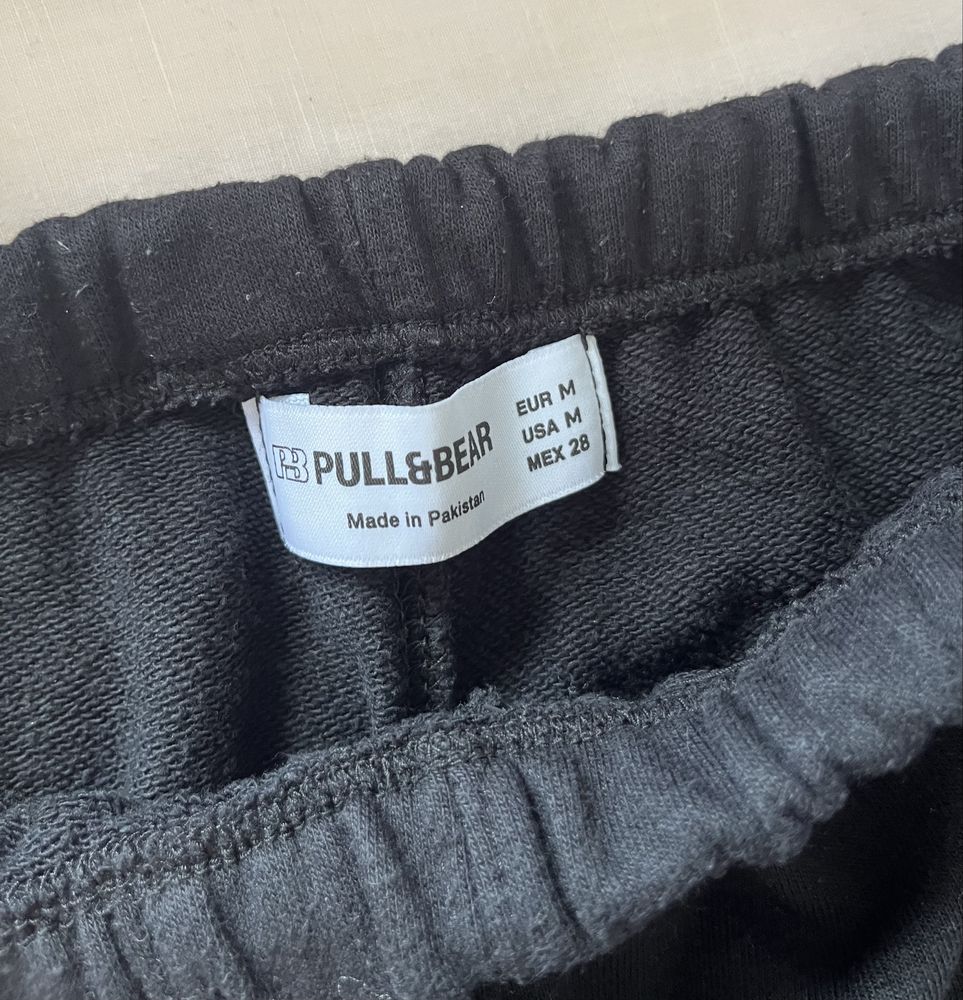 PB PULL&BEAR
Made in Pakistan
EUR M
USA M
MEX 28